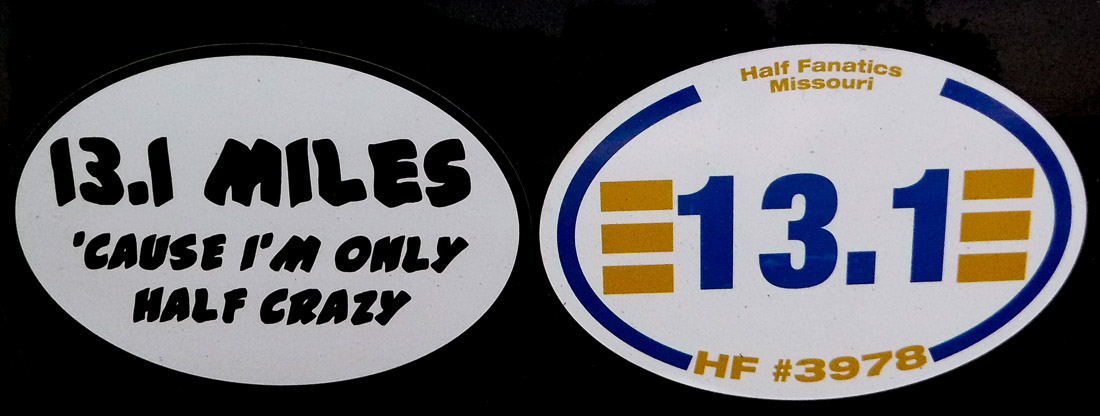 13.1 MILES
'CAUSE I'M ONLY
HALF CRAZY
Half Fanatics
Missouri
13.1
HF #3978